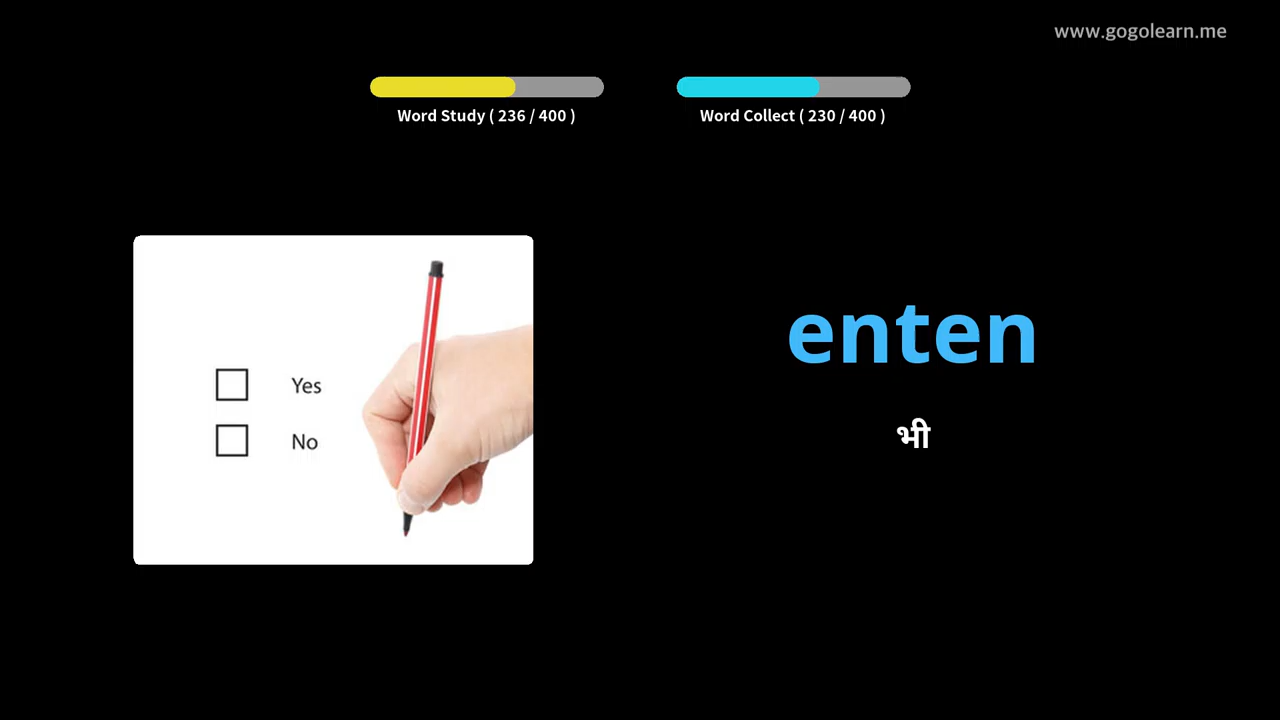 www.gogolearn.me
Word Study ( 236 / 400 )
Word Collect ( 230 / 400 )
Yes
No
enten
भी